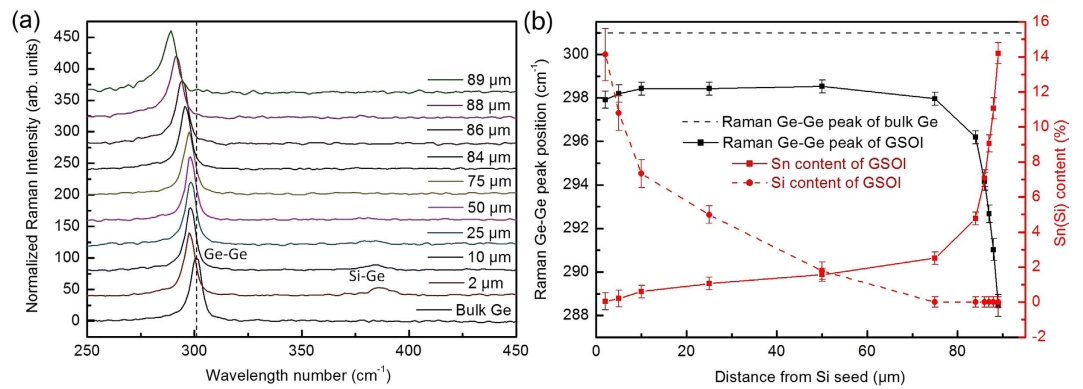 (a)
Normalized Raman Intensity (arb. units)
450
400
350
300
250
200
150
100
50
0
89 µm
88 µm
86 µm
84 µm
75 µm
50 µm
25 µm
10 µm
2 µm
Bulk Ge
Ge-Ge
Si-Ge
250 300 350 400 450
Wavelength number (cm⁻¹)
(b)
Raman Ge-Ge peak position (cm⁻¹)
300
298
296
294
292
290
288
Raman Ge-Ge peak of bulk Ge
Raman Ge-Ge peak of GSOI
Sn content of GSOI
Si content of GSOI
0 20 40 60 80
Distance from Si seed (µm)
16
14
12
10
8
6
4
2
0
-2
Sn(Si) content (%)